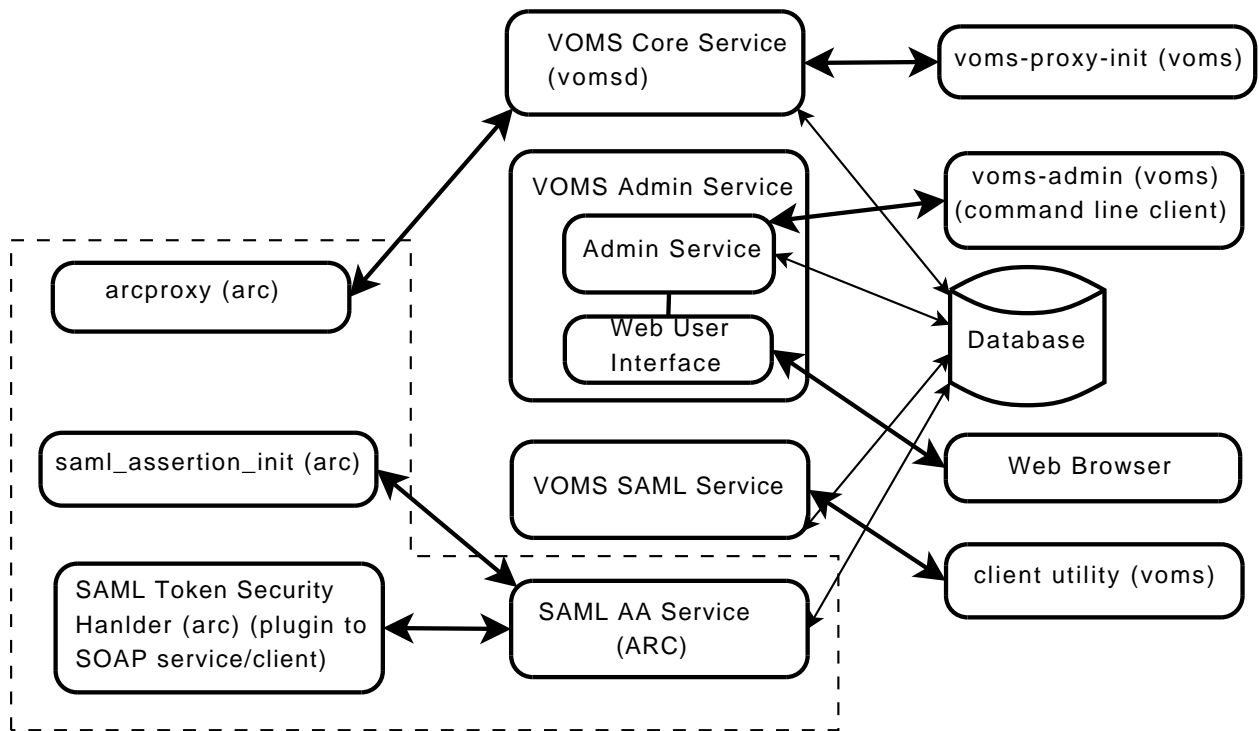 VOMS Core Service
(vomsd)
voms-proxy-init (voms)
VOMS Admin Service
voms-admin (voms)
(command line client)
Admin Service
arcproxy (arc)
Web User
Interface
Database
saml_assertion_init (arc)
VOMS SAML Service
Web Browser
SAML Token Security
Hanlder (arc) (plugin to
SOAP service/client)
SAML AA Service
(ARC)
client utility (voms)